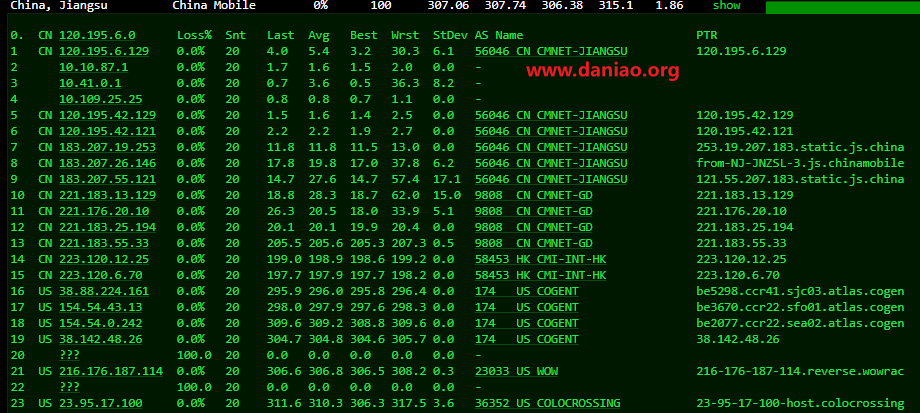 China, Jiangsu China Mobile 0% 100 307.06 307.74 306.38 315.1 1.86 show
0. CN 120.195.6.0 Loss% Snt Last Avg Best Wrst StDev AS Name PTR
1 CN 120.195.6.129 0.0% 20 4.0 5.4 3.2 30.3 6.1 56046 CN CMNET-JIANGSU 120.195.6.129
2 10.10.87.1 0.0% 20 1.7 1.6 1.5 2.0 0.0 -
www.daniao.org
3 10.41.0.1 0.0% 20 0.7 3.6 0.5 36.3 8.2 -
4 10.109.25.25 0.0% 20 0.8 0.8 0.7 1.1 0.0 -
5 CN 120.195.42.129 0.0% 20 1.5 1.6 1.4 2.5 0.0 56046 CN CMNET-JIANGSU 120.195.42.129
6 CN 120.195.42.121 0.0% 20 2.2 2.2 1.9 2.7 0.0 56046 CN CMNET-JIANGSU 120.195.42.121
7 CN 183.207.19.253 0.0% 20 11.8 11.8 11.5 13.0 0.0 56046 CN CMNET-JIANGSU 253.19.207.183.static.js.china
8 CN 183.207.26.146 0.0% 20 17.8 19.8 17.0 37.8 6.2 56046 CN CMNET-JIANGSU from-NJ-JNZSL-3.js.chinamobile
9 CN 183.207.55.121 0.0% 20 14.7 27.6 14.7 57.4 17.1 56046 CN CMNET-JIANGSU 121.55.207.183.static.js.china
10 CN 221.183.13.129 0.0% 20 18.8 28.3 18.7 62.0 15.0 9808 CN CMNET-GD 221.183.13.129
11 CN 221.176.20.10 0.0% 20 26.3 20.5 18.0 33.9 5.1 9808 CN CMNET-GD 221.176.20.10
12 CN 221.183.25.194 0.0% 20 20.1 20.1 19.9 20.4 0.0 9808 CN CMNET-GD 221.183.25.194
13 CN 221.183.55.33 0.0% 20 205.5 205.6 205.3 207.3 0.5 9808 CN CMNET-GD 221.183.55.33
14 CN 223.120.12.25 0.0% 20 199.0 198.9 198.6 199.2 0.0 58453 HK CMI-INT-HK 223.120.12.25
15 CN 223.120.6.70 0.0% 20 197.7 197.9 197.7 198.2 0.0 58453 HK CMI-INT-HK 223.120.6.70
16 US 38.88.224.161 0.0% 20 295.9 296.0 295.8 296.4 0.0 174 US COGENT be5298.ccr41.sjc03.atlas.cogen
17 US 154.54.43.13 0.0% 20 298.0 297.9 297.6 298.3 0.0 174 US COGENT be3670.ccr22.sfo01.atlas.cogen
18 US 154.54.0.242 0.0% 20 309.6 309.2 308.8 309.6 0.0 174 US COGENT be2077.ccr22.sea02.atlas.cogen
19 US 38.142.48.26 0.0% 20 304.7 304.8 304.6 305.7 0.0 174 US COGENT 38.142.48.26
20 ??? 100.0 20 0.0 0.0 0.0 0.0 0.0 -
21 US 216.176.187.114 0.0% 20 306.6 306.8 306.5 308.2 0.3 23033 US WOW 216-176-187-114.reverse.wowrac
22 ??? 100.0 20 0.0 0.0 0.0 0.0 0.0 -
23 US 23.95.17.100 0.0% 20 311.6 310.3 306.3 317.5 3.6 36352 US COLOCROSSING 23-95-17-100-host.colocrossing